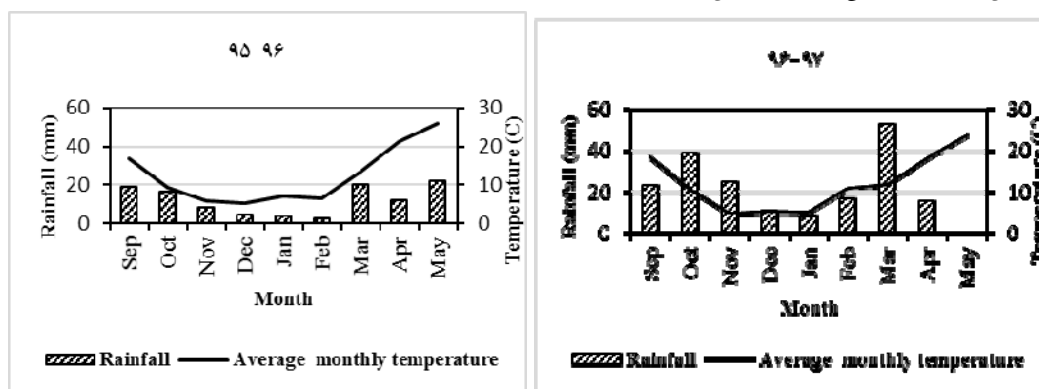 ۹۵ ۹۶
60
40
20
0
30
20
10
0
Rainfall (mm)
Temperature (C)
Sep Oct Nov Dec Jan Feb Mar Apr May
Month
Rainfall Average monthly temperature
۹۶-۹۷
60
40
20
0
30
20
10
0
Rainfall (mm)
Temperature (C)
Sep Oct Nov Dec Jan Feb Mar Apr May
Month
Rainfall Average monthly temperature